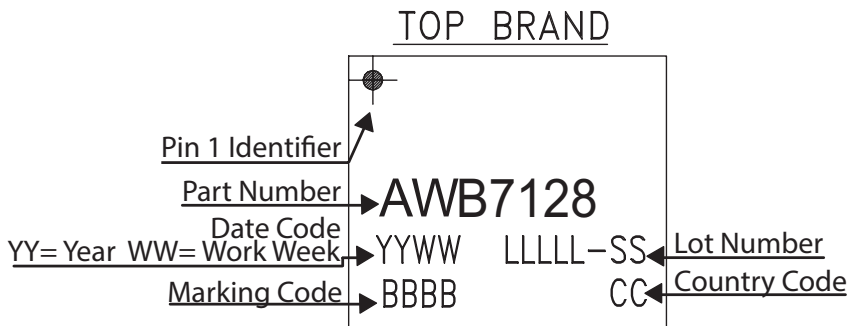 TOP BRAND
Pin 1 Identifier
Part Number AWB7128
Date Code
YY= Year WW= Work Week YYWW LLLLL-SS Lot Number
Marking Code BBBB CC Country Code